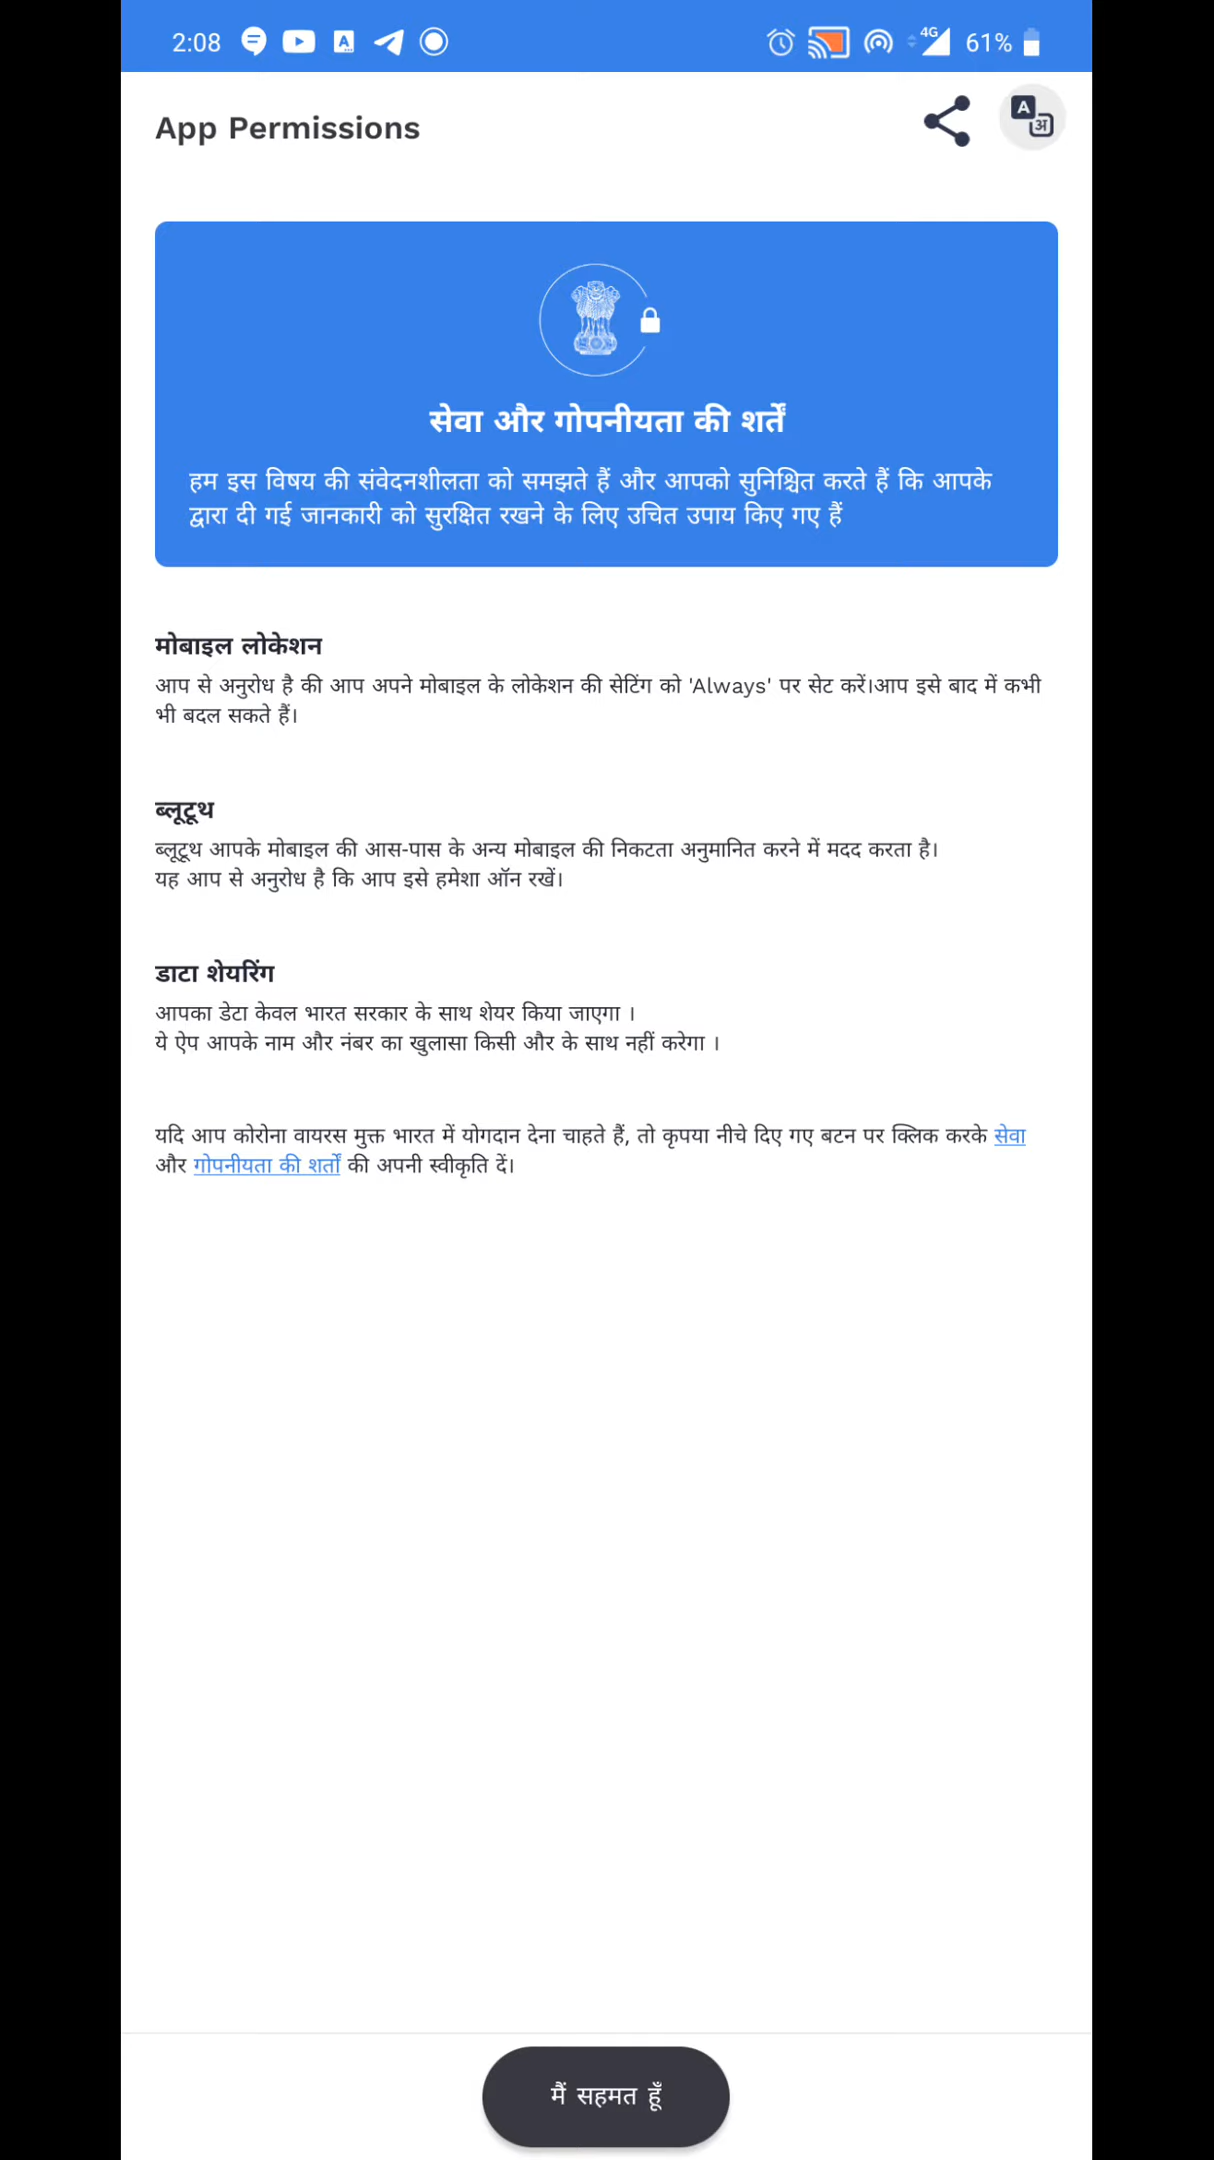 2:08
4G
61%
App Permissions
सेवा और गोपनीयता की शर्तें
हम इस विषय की संवेदनशीलता को समझते हैं और आपको सुनिश्चित करते हैं कि आपके
द्वारा दी गई जानकारी को सुरक्षित रखने के लिए उचित उपाय किए गए हैं
मोबाइल लोकेशन
आप से अनुरोध है की आप अपने मोबाइल के लोकेशन की सेटिंग को 'Always' पर सेट करें।आप इसे बाद में कभी
भी बदल सकते हैं।
ब्लूटूथ
ब्लूटूथ आपके मोबाइल की आस-पास के अन्य मोबाइल की निकटता अनुमानित करने में मदद करता है।
यह आप से अनुरोध है कि आप इसे हमेशा ऑन रखें।
डाटा शेयरिंग
आपका डेटा केवल भारत सरकार के साथ शेयर किया जाएगा ।
ये ऐप आपके नाम और नंबर का खुलासा किसी और के साथ नहीं करेगा ।
यदि आप कोरोना वायरस मुक्त भारत में योगदान देना चाहते हैं, तो कृपया नीचे दिए गए बटन पर क्लिक करके सेवा
और गोपनीयता की शर्तों की अपनी स्वीकृति दें।
मैं सहमत हूँ